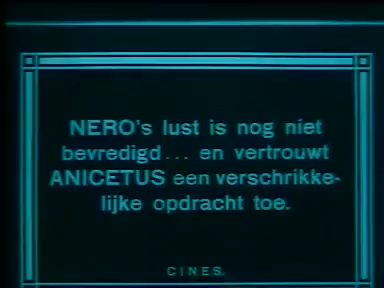 NERO's lust is nog niet
bevredigd... en vertrouwt
ANICETUS een verschrikke-
lijke opdracht toe.
CINES.